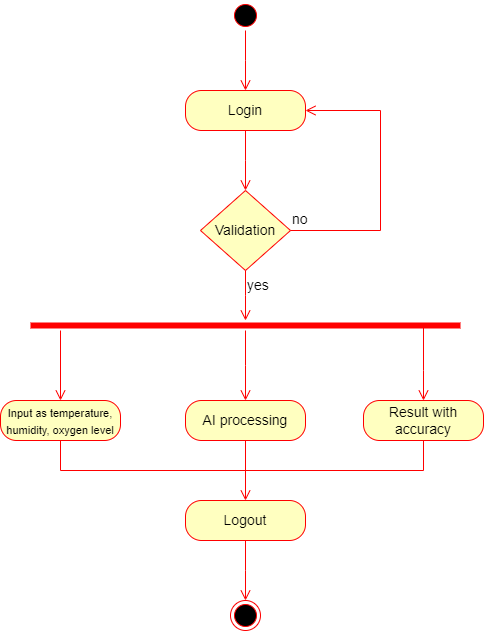 Login
Validation
no
yes
Input as temperature,
humidity, oxygen level
AI processing
Result with
accuracy
Logout